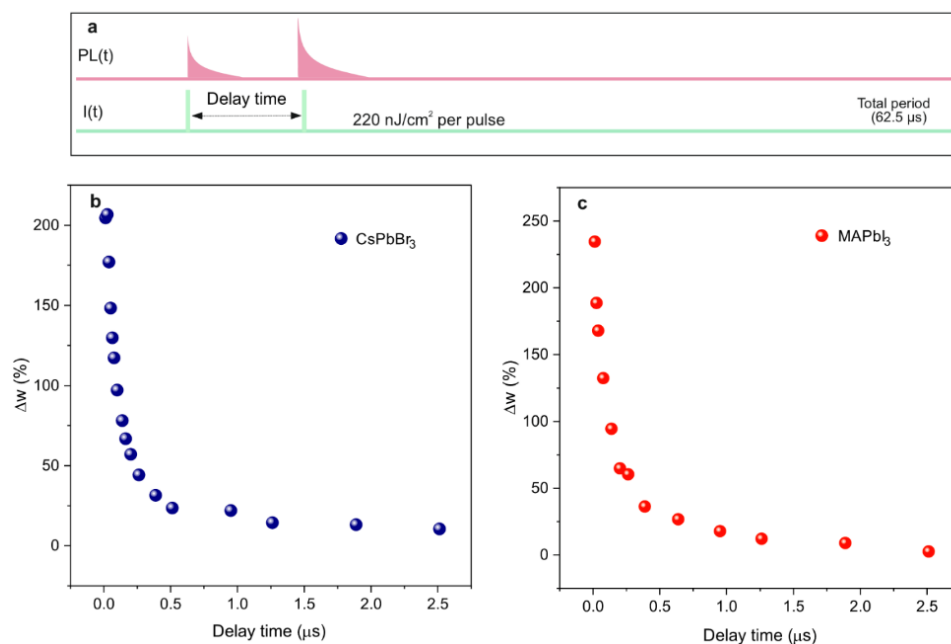 a
PL(t)
Delay time
I(t)
220 nJ/cm² per pulse
Total period
(62.5 μs)
b
CsPbBr₃
200
150
100
50
0
Δw (%)
0.0 0.5 1.0 1.5 2.0 2.5
Delay time (μs)
c
MAPbI₃
250
200
150
100
50
0
Δw (%)
0.0 0.5 1.0 1.5 2.0 2.5
Delay time (μs)